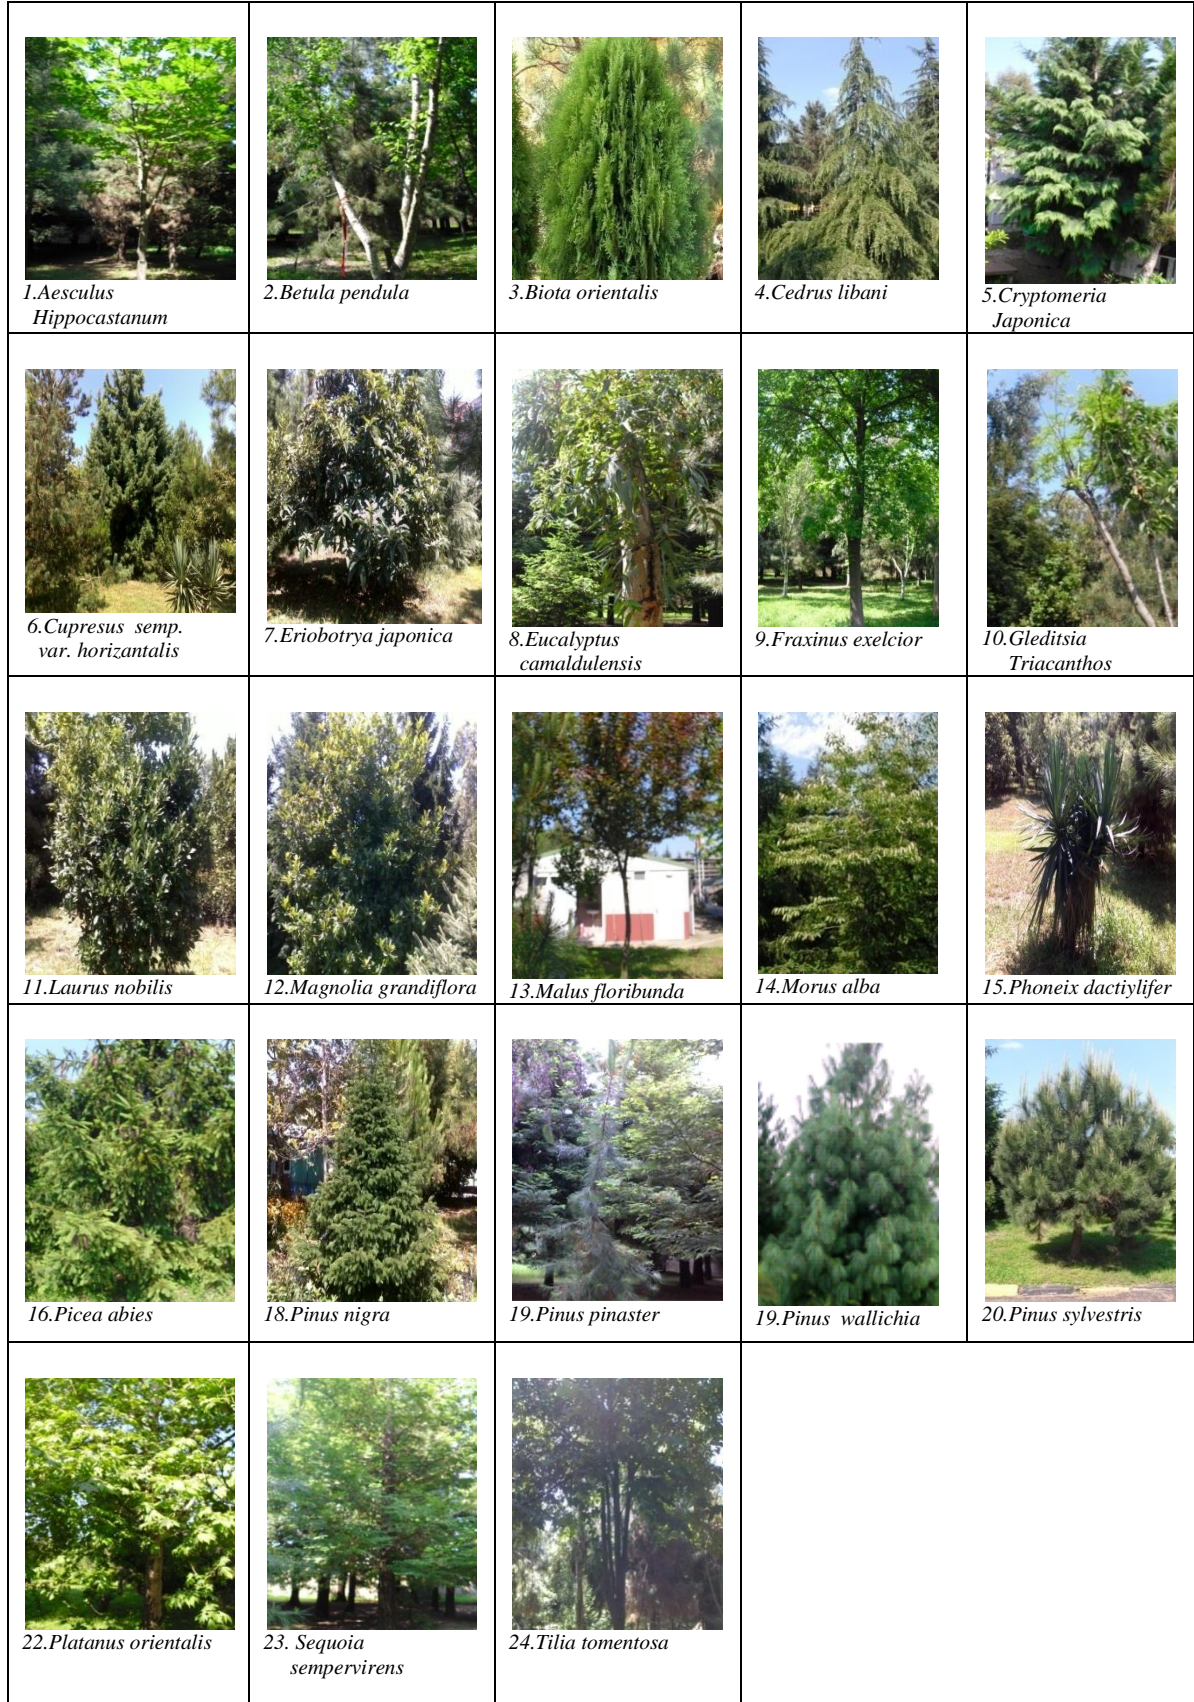 1.Aesculus
Hippocastanum
2.Betula pendula
3.Biota orientalis
4.Cedrus libani
5.Cryptomeria
Japonica
6.Cupresus semp.
var. horizantalis
7.Eriobotrya japonica
8.Eucalyptus
camaldulensis
9.Fraxinus exelcior
10.Gleditsia
Triacanthos
11.Laurus nobilis
12.Magnolia grandiflora
13.Malus floribunda
14.Morus alba
15.Phoneix dactiylifer
16.Picea abies
18.Pinus nigra
19.Pinus pinaster
19.Pinus wallichia
20.Pinus sylvestris
22.Platanus orientalis
23. Sequoia
sempervirens
24.Tilia tomentosa